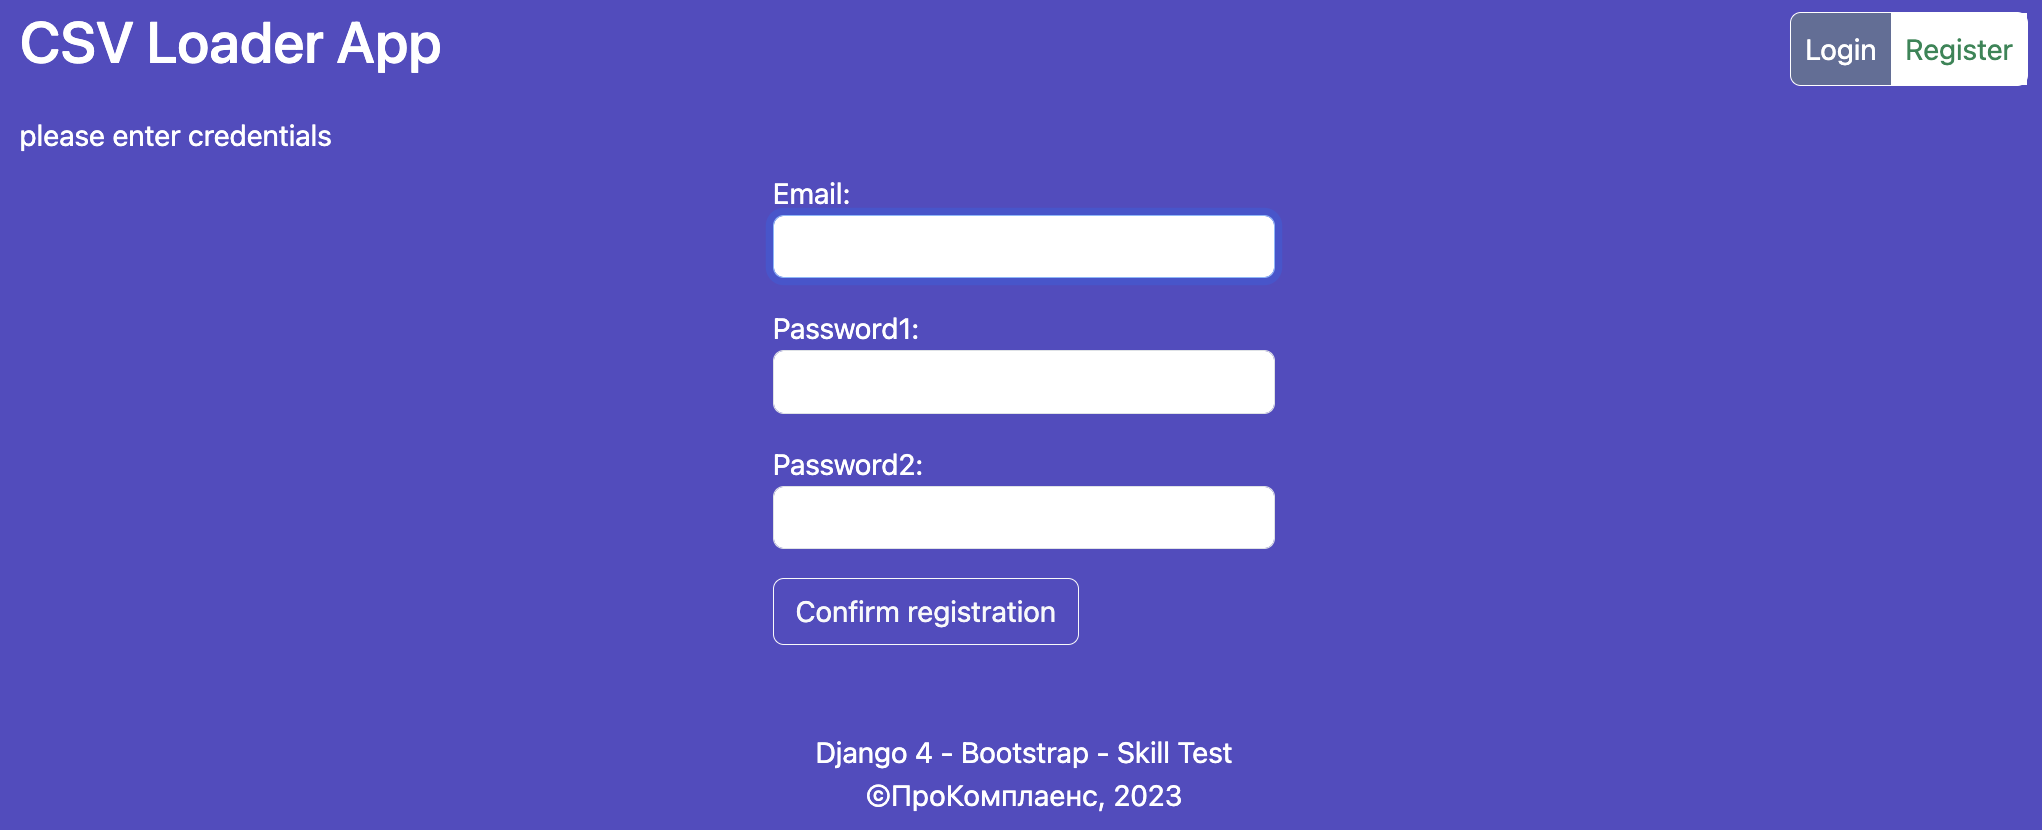 CSV Loader App
Login Register
please enter credentials
Email:
Password1:
Password2:
Confirm registration
Django 4 - Bootstrap - Skill Test
©ПроКомплаенс, 2023